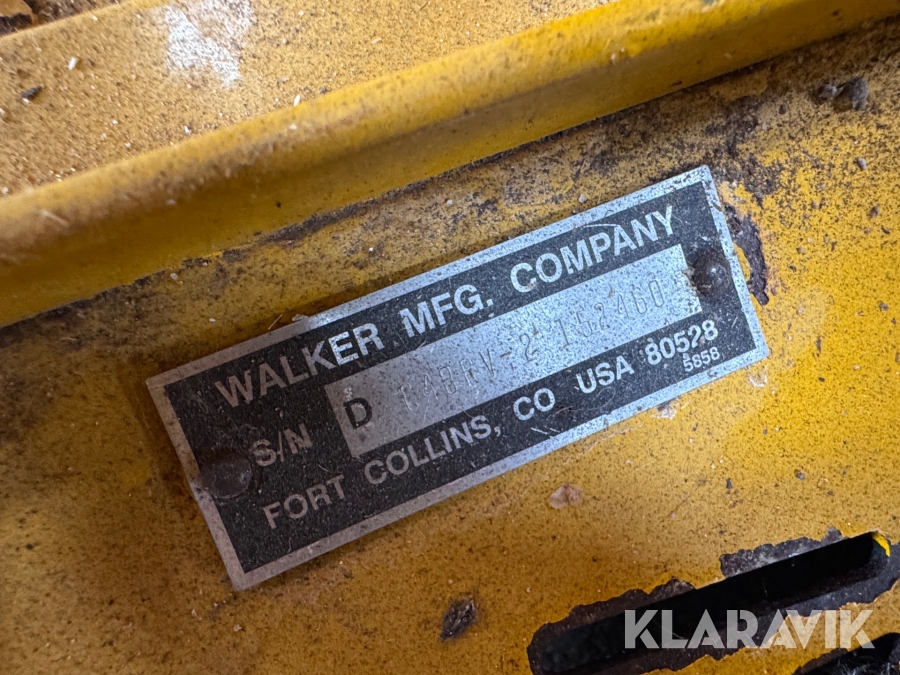 WALKER MFG. COMPANY
S/N D
FORT COLLINS, CO USA 80528
5858
KLARAVIK